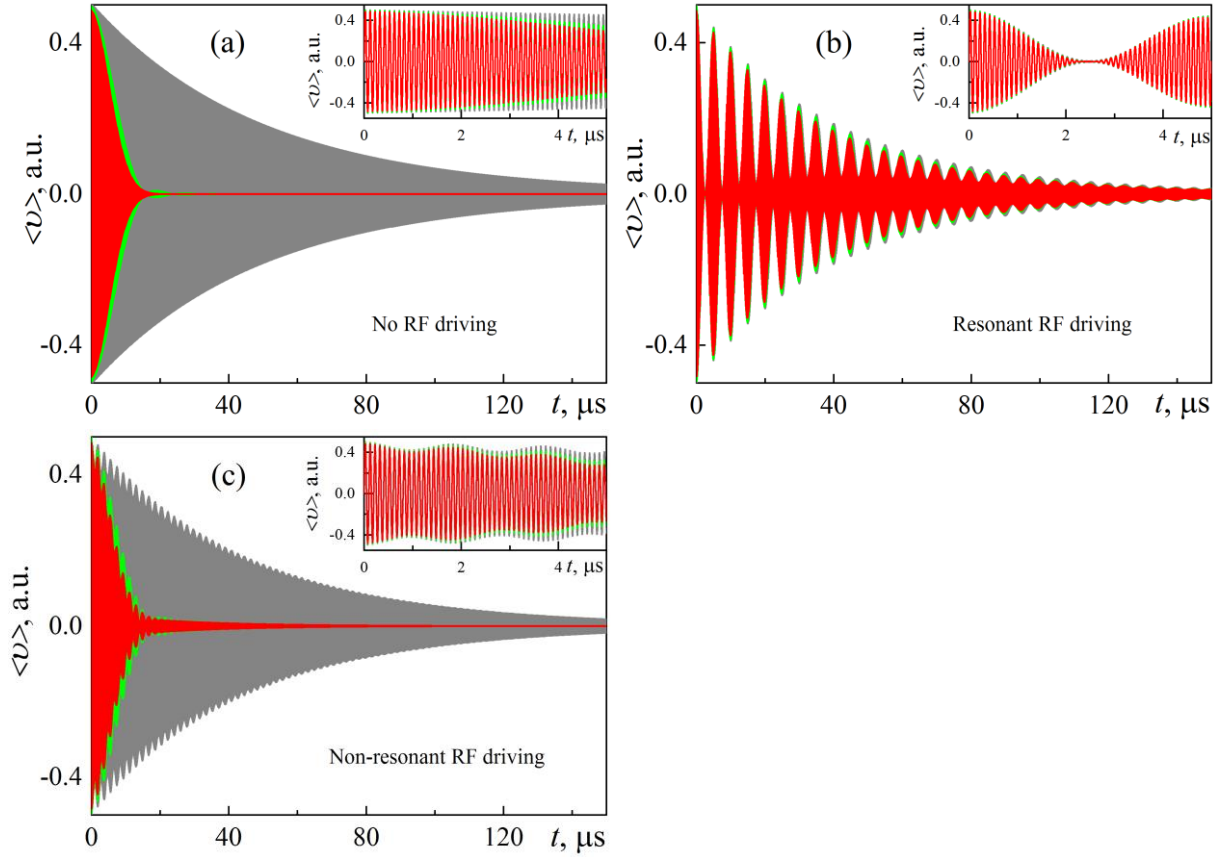 (a)
0.4
0.0
-0.4
<υ>, a.u.
0.4
0.0
-0.4
<υ>, a.u.
0 2 4 t, μs
No RF driving
0 40 80 120 t, μs
(b)
0.4
0.0
-0.4
<υ>, a.u.
0.4
0.0
-0.4
<υ>, a.u.
0 1 2 3 4 t, μs
Resonant RF driving
0 40 80 120 t, μs
(c)
0.4
0.0
-0.4
<υ>, a.u.
0.4
0.0
-0.4
<υ>, a.u.
0 2 4 t, μs
Non-resonant RF driving
0 40 80 120 t, μs